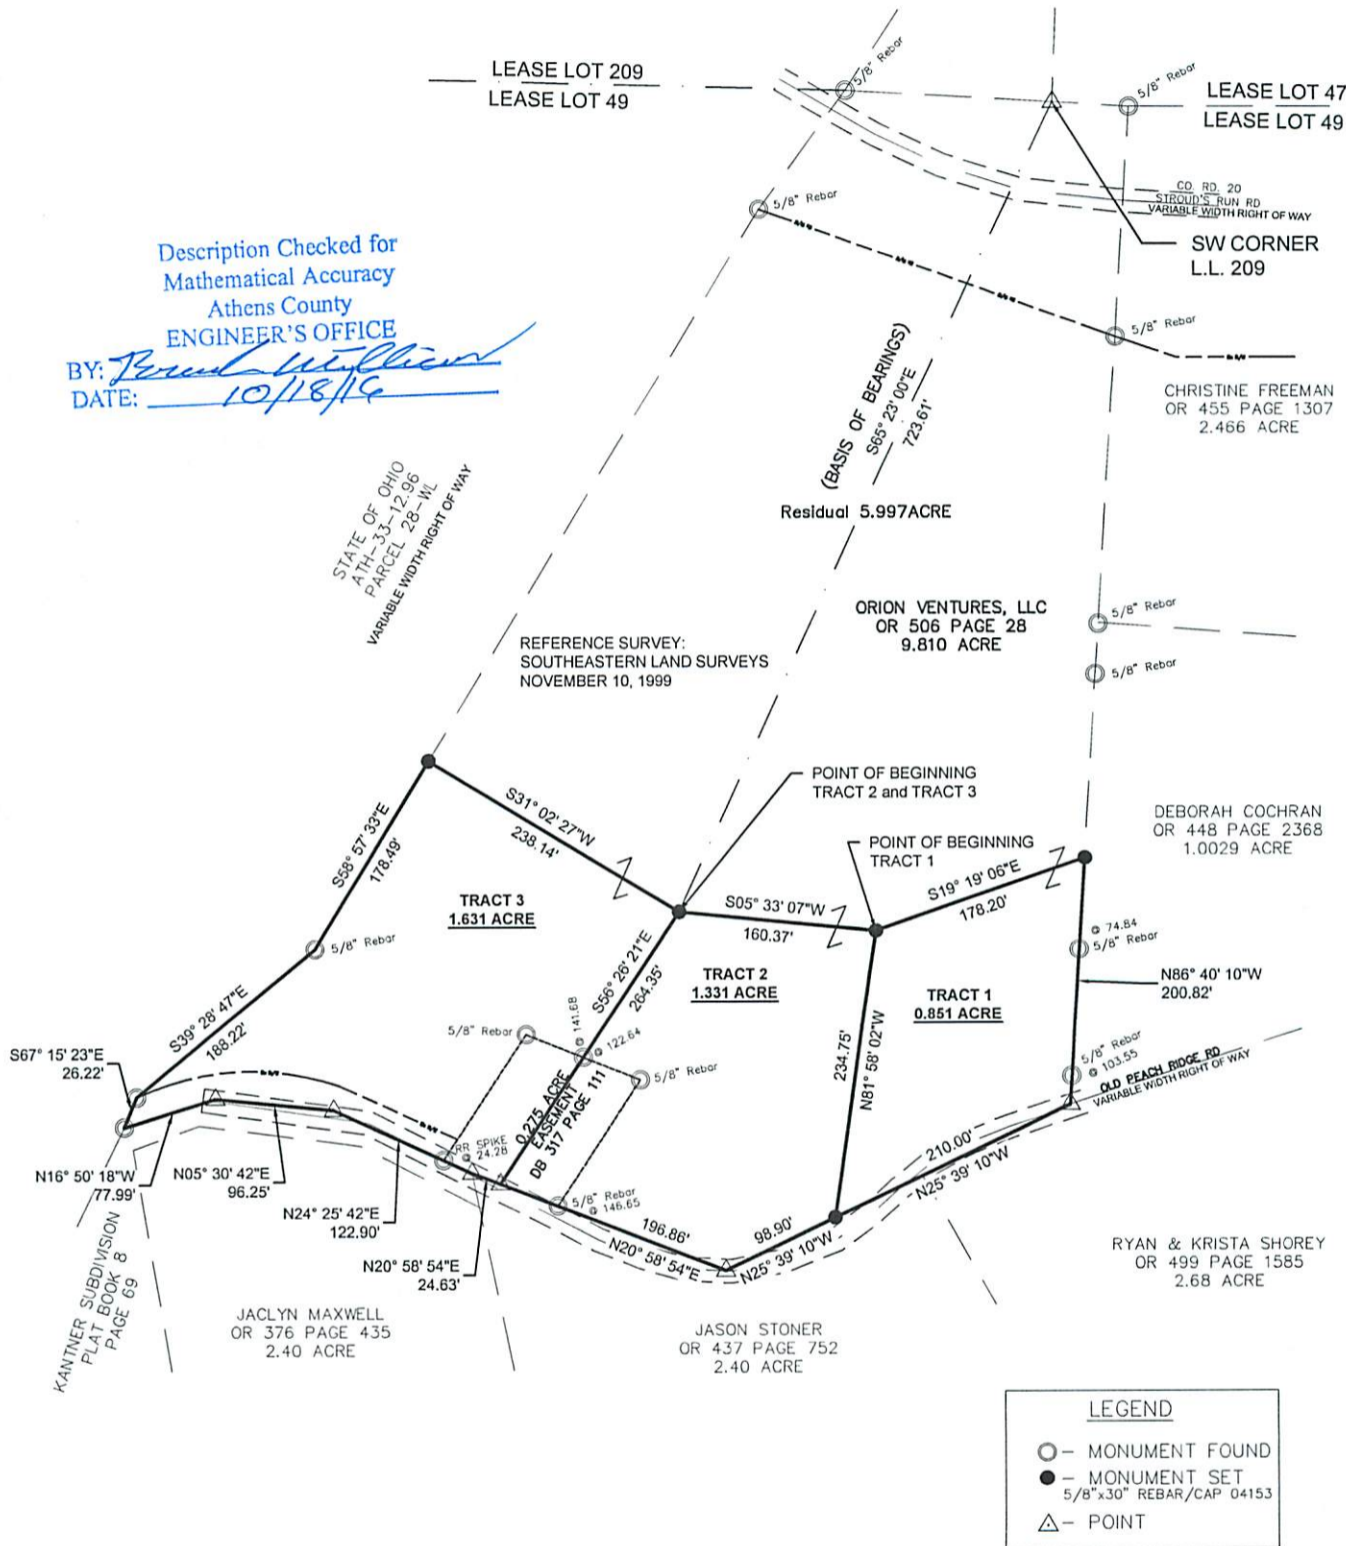 LEASE LOT 209
LEASE LOT 49
5/8" Rebar
5/8" Rebar
LEASE LOT 47
LEASE LOT 49
CO. RD. 20
STROUD'S RUN RD
VARIABLE WIDTH RIGHT OF WAY
5/8" Rebar
SW CORNER
L.L. 209
Description Checked for
Mathematical Accuracy
Athens County
ENGINEER'S OFFICE
BY:
DATE: 10/18/16
5/8" Rebar
CHRISTINE FREEMAN
OR 455 PAGE 1307
2.466 ACRE
(BASIS OF BEARINGS)
S65° 23' 00"E
723.61'
STATE OF OHIO
ATH-33-12.96
PARCEL 28-WL
VARIABLE WIDTH RIGHT OF WAY
Residual 5.997ACRE
ORION VENTURES, LLC
OR 506 PAGE 28
9.810 ACRE
5/8" Rebar
5/8" Rebar
REFERENCE SURVEY:
SOUTHEASTERN LAND SURVEYS
NOVEMBER 10, 1999
POINT OF BEGINNING
TRACT 2 and TRACT 3
DEBORAH COCHRAN
OR 448 PAGE 2368
1.0029 ACRE
POINT OF BEGINNING
TRACT 1
S31° 02' 27"W
238.14'
S58° 57' 33"E
178.49'
S19° 19' 06"E
178.20'
TRACT 3
1.631 ACRE
S05° 33' 07"W
160.37'
5/8" Rebar
@ 74.84
5/8" Rebar
S56° 26' 21"E
264.35'
TRACT 2
1.331 ACRE
N86° 40' 10"W
200.82'
TRACT 1
0.851 ACRE
S39° 28' 47"E
188.22'
5/8" Rebar
@ 141.68
@ 122.64
5/8" Rebar
S67° 15' 23"E
26.22'
234.75'
N81° 58' 02"W
5/8" Rebar
@ 103.55
OLD PEACH RIDGE RD
VARIABLE WIDTH RIGHT OF WAY
0.275 ACRE
EASEMENT
DB 317 PAGE 111
RR SPIKE
@ 24.28
N16° 50' 18"W
77.99'
N05° 30' 42"E
96.25'
N24° 25' 42"E
122.90'
N20° 58' 54"E
24.63'
5/8" Rebar
@ 146.65
196.86'
N20° 58' 54"E
98.90'
N25° 39' 10"W
210.00'
N25° 39' 10"W
KANTNER SUBDIVISION
PLAT BOOK 8
PAGE 69
JACLYN MAXWELL
OR 376 PAGE 435
2.40 ACRE
JASON STONER
OR 437 PAGE 752
2.40 ACRE
RYAN & KRISTA SHOREY
OR 499 PAGE 1585
2.68 ACRE
LEGEND
- MONUMENT FOUND
- MONUMENT SET
5/8"x30" REBAR/CAP 04153
- POINT